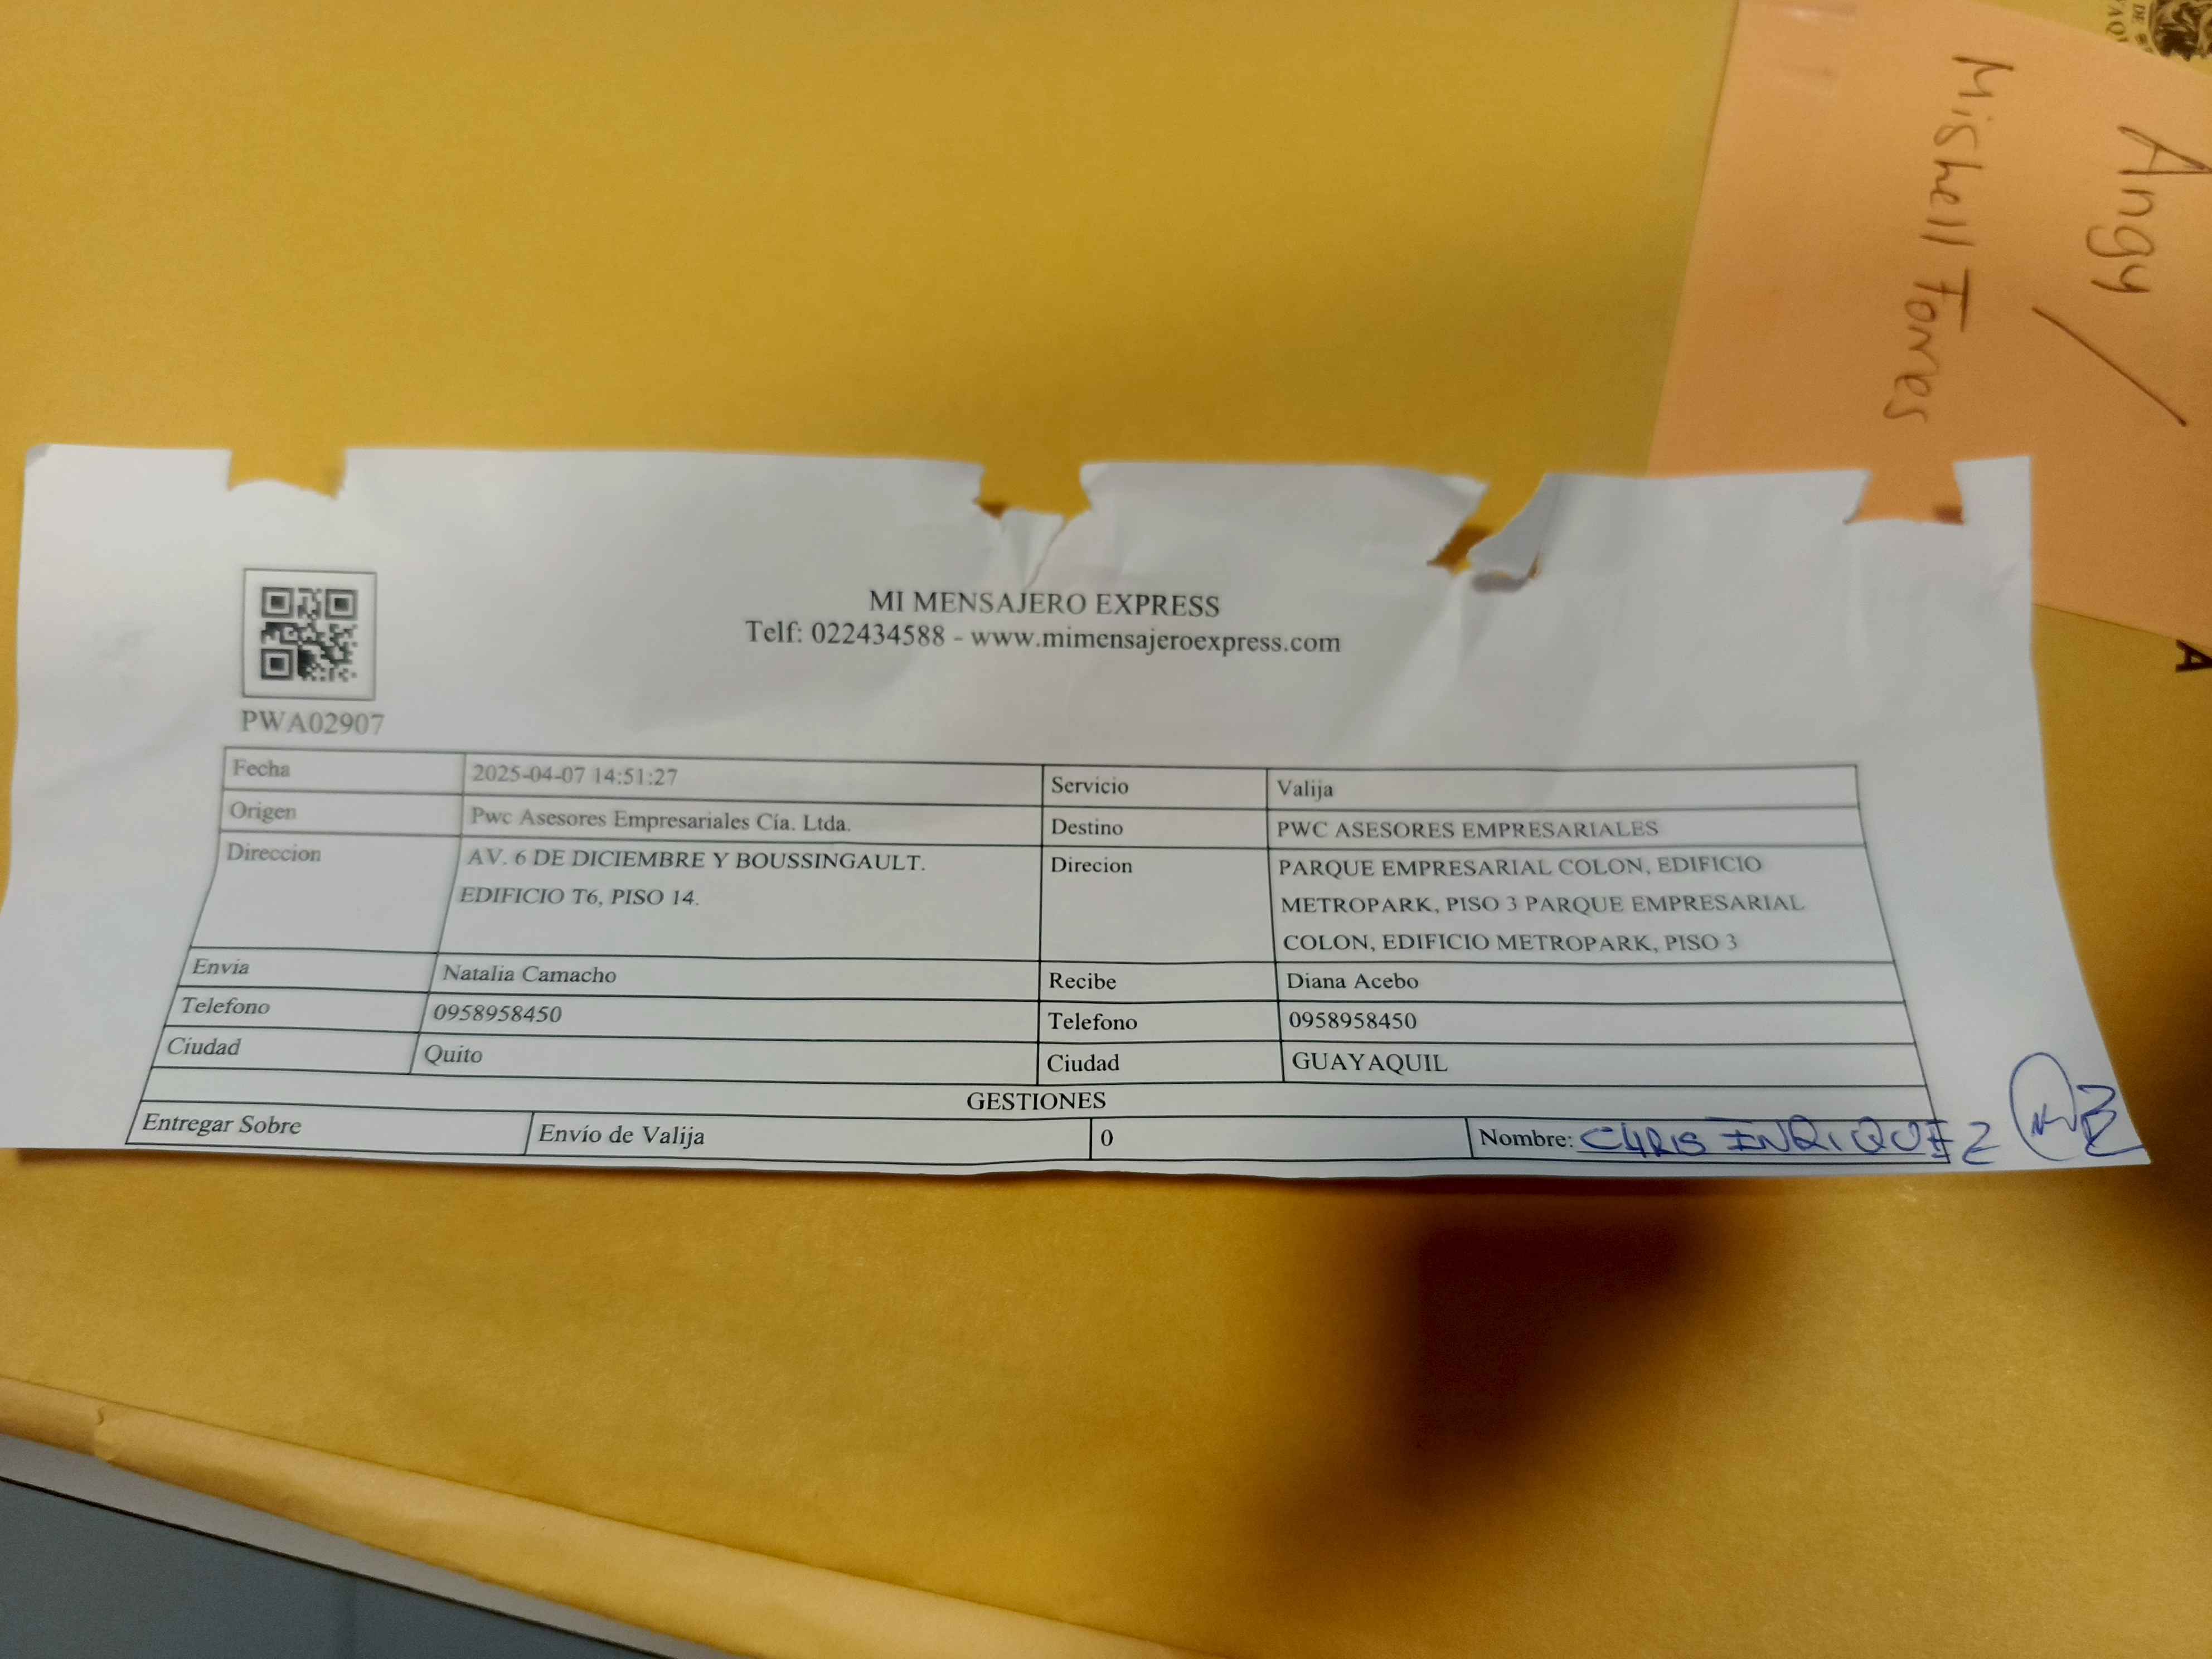 Angy /
Mishell Torres
MI MENSAJERO EXPRESS
Telf: 022434588 - www.mimensajeroexpress.com
PWA02907
Fecha 2025-04-07 14:51:27 Servicio Valija
Origen Pwc Asesores Empresariales Cía. Ltda. Destino PWC ASESORES EMPRESARIALES
Direccion AV. 6 DE DICIEMBRE Y BOUSSINGAULT. Direcion PARQUE EMPRESARIAL COLON, EDIFICIO
EDIFICIO T6, PISO 14. METROPARK, PISO 3 PARQUE EMPRESARIAL
COLON, EDIFICIO METROPARK, PISO 3
Envia Natalia Camacho Recibe Diana Acebo
Telefono 0958958450 Telefono 0958958450
Ciudad Quito Ciudad GUAYAQUIL
GESTIONES
Entregar Sobre Envío de Valija 0 Nombre: CHRIS ENRIQUEZ